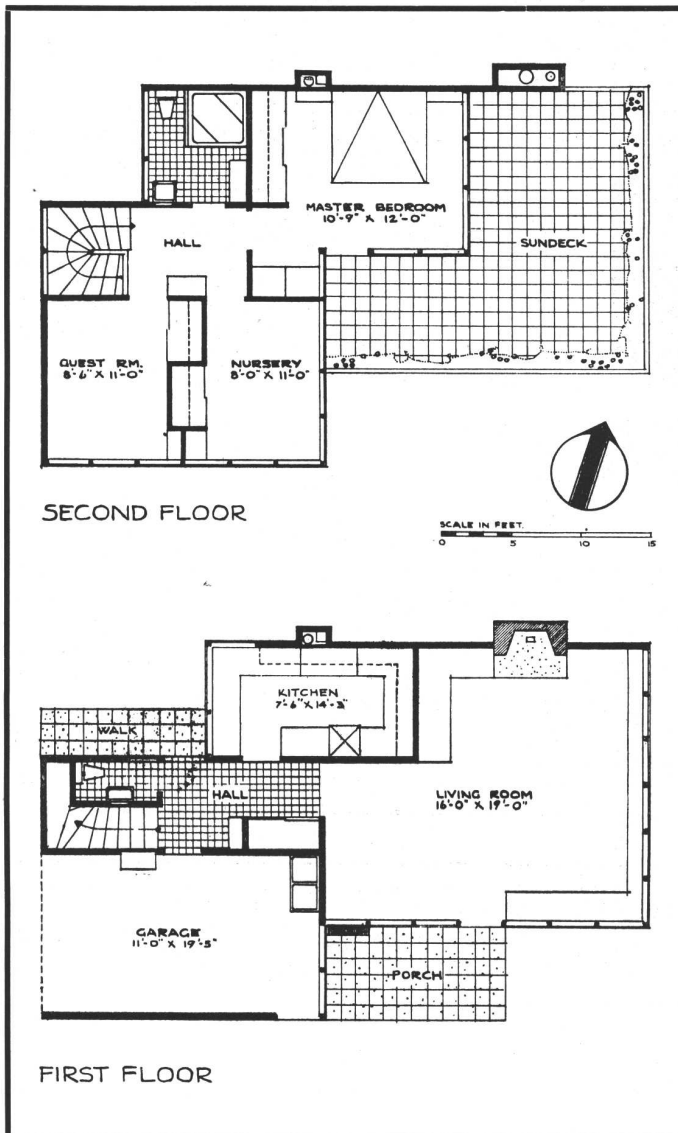 MASTER BEDROOM
10'-9" X 12'-0"
HALL
SUNDECK
GUEST RM.
8'-6" X 11'-0"
NURSERY
8'-0" X 11'-0"
SECOND FLOOR
SCALE IN FEET.
0 5 10 15
KITCHEN
7'-6" X 14'-3"
WALK
HALL
LIVING ROOM
16'-0" X 19'-0"
GARAGE
11'-0" X 19'-5"
PORCH
FIRST FLOOR